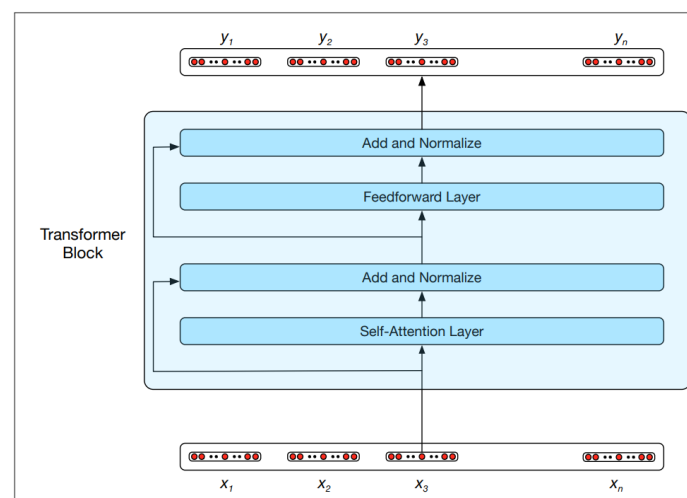 y1 y2 y3 yn
Add and Normalize
Feedforward Layer
Transformer
Block
Add and Normalize
Self-Attention Layer
x1 x2 x3 xn